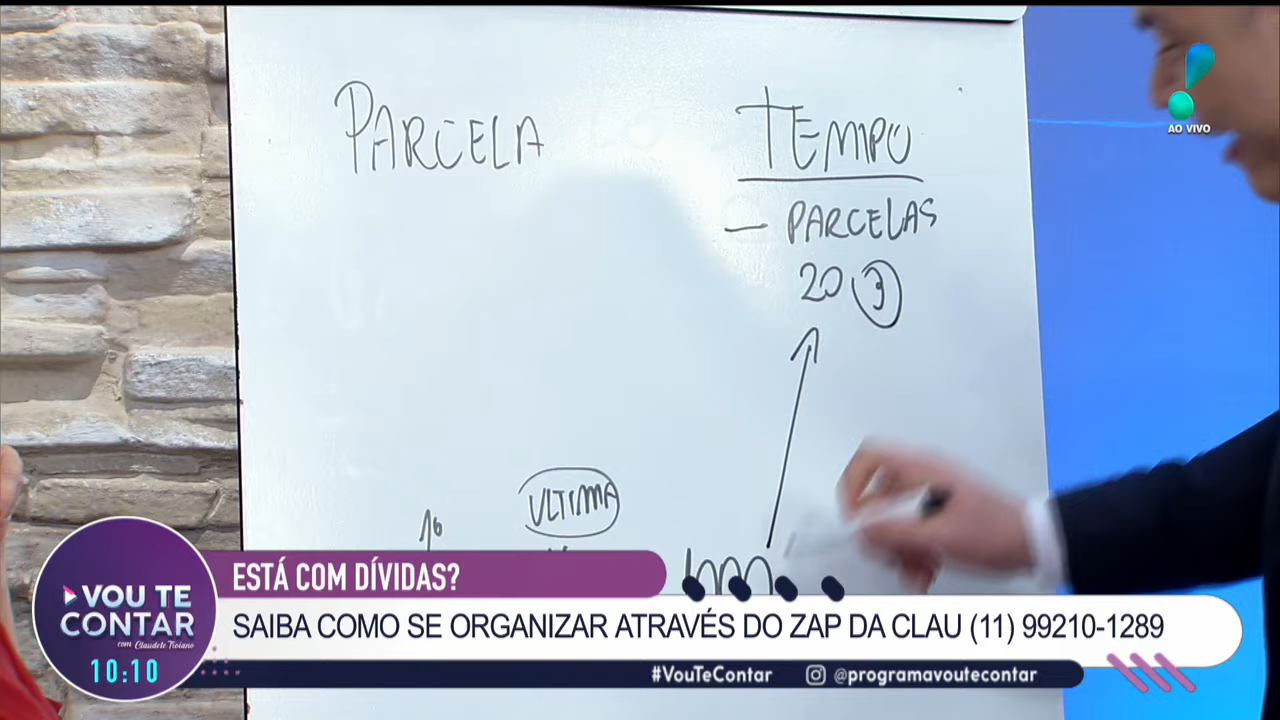 PARCELA
TEMPO
- PARCELAS
20 3
1º
ULTIMA
1000
AO VIVO
ESTÁ COM DÍVIDAS?
SAIBA COMO SE ORGANIZAR ATRAVÉS DO ZAP DA CLAU (11) 99210-1289
VOU TE
CONTAR
com Claudete Troiano
10:10
#VouTeContar @programavoutecontar